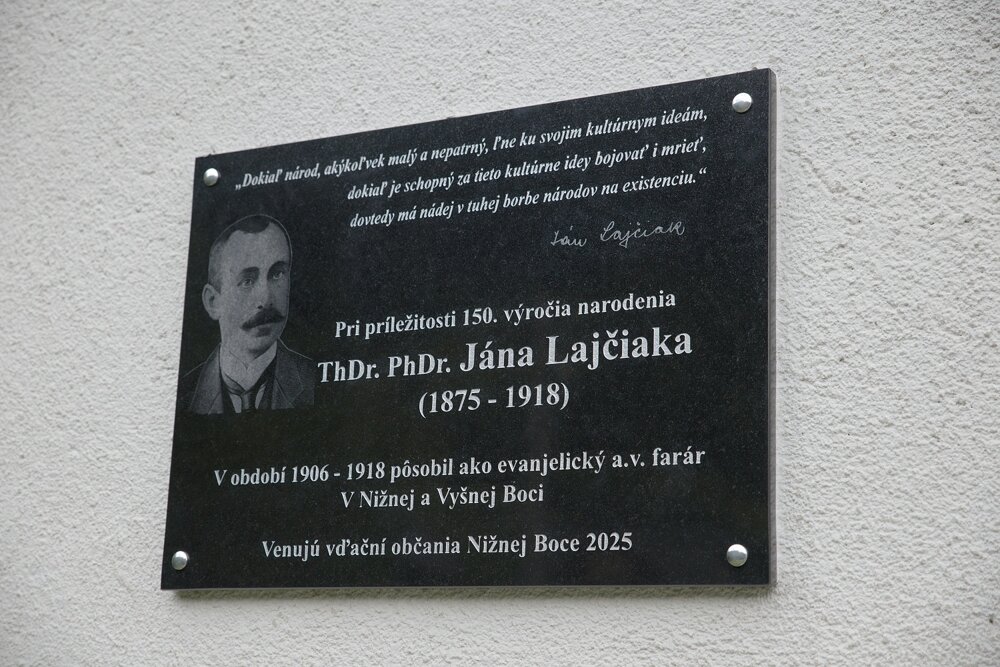 „Dokiaľ národ, akýkoľvek malý a nepatrný, ľne ku svojim kultúrnym ideám,
dokiaľ je schopný za tieto kultúrne idey bojovať i mrieť,
dovtedy má nádej v tuhej borbe národov na existenciu.“
Ján Lajčiak
Pri príležitosti 150. výročia narodenia
ThDr. PhDr. Jána Lajčiaka
(1875 - 1918)
V období 1906 - 1918 pôsobil ako evanjelický a.v. farár
V Nižnej a Vyšnej Boci
Venujú vďační občania Nižnej Boce 2025